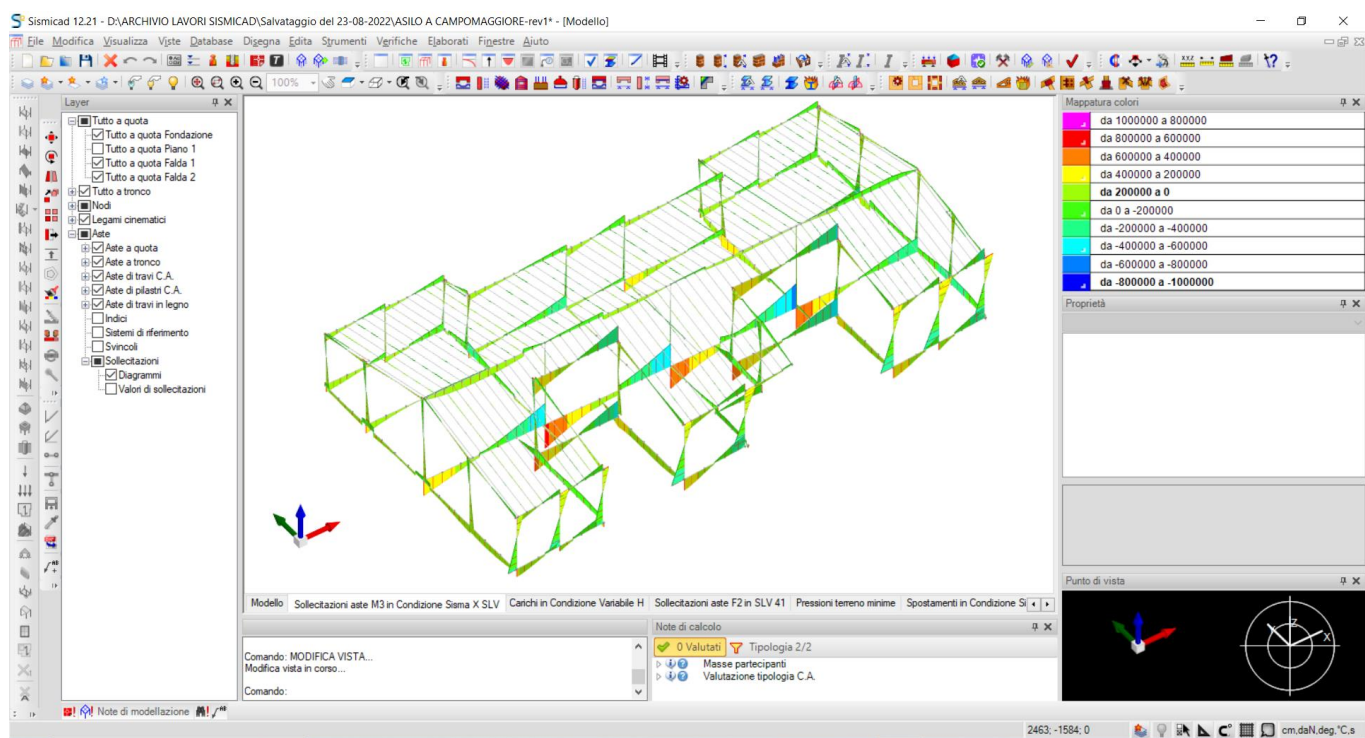 Sismicad 12.21 - D:\ARCHIVIO LAVORI SISMICAD\Salvataggio del 23-08-2022\ASILO A CAMPOMAGGIORE-rev1* - [Modello]
File Modifica Visualizza Viste Database Disegna Edita Strumenti Verifiche Elaborati Finestre Aiuto
100%
Layer
Tutto a quota
Tutto a quota Fondazione
Tutto a quota Piano 1
Tutto a quota Falda 1
Tutto a quota Falda 2
Tutto a tronco
Nodi
Legami cinematici
Aste
Aste a quota
Aste a tronco
Aste di travi C.A.
Aste di pilastri C.A.
Aste di travi in legno
Indici
Sistemi di riferimento
Svincoli
Sollecitazioni
Diagrammi
Valori di sollecitazioni
Mappatura colori
da 1000000 a 800000
da 800000 a 600000
da 600000 a 400000
da 400000 a 200000
da 200000 a 0
da 0 a -200000
da -200000 a -400000
da -400000 a -600000
da -600000 a -800000
da -800000 a -1000000
Proprietà
Punto di vista
Z
X
Modello Sollecitazioni aste M3 in Condizione Sisma X SLV Carichi in Condizione Variabile H Sollecitazioni aste F2 in SLV 41 Pressioni terreno minime Spostamenti in Condizione Si
Comando: MODIFICA VISTA...
Modifica vista in corso...
Comando:
Note di calcolo
0 Valutati Tipologia 2/2
Masse partecipanti
Valutazione tipologia C.A.
Note di modellazione
2463; -1584; 0
cm,daN,deg,°C,s